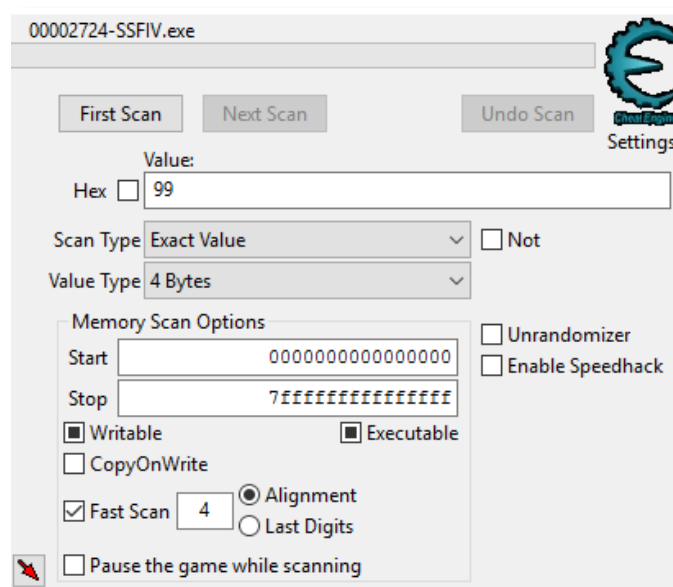 00002724-SSFIV.exe
First Scan Next Scan Undo Scan
Cheat Engine
Settings
Value:
Hex 99
Scan Type Exact Value Not
Value Type 4 Bytes
Memory Scan Options
Unrandomizer
Start 0000000000000000
Enable Speedhack
Stop 7fffffffffffffff
Writable Executable
CopyOnWrite
Fast Scan 4 Alignment
Last Digits
Pause the game while scanning